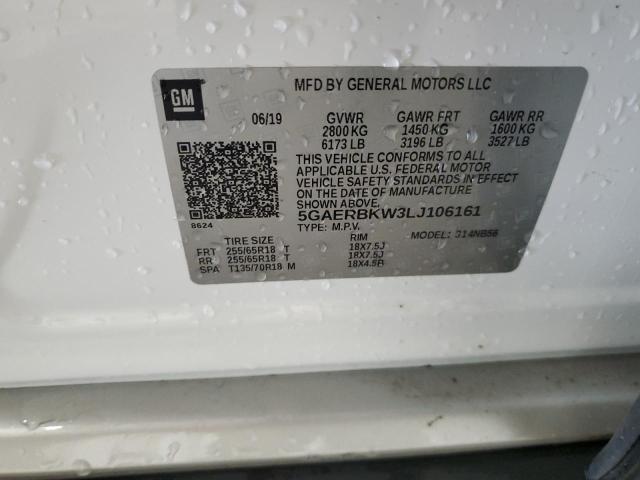 GM
MFD BY GENERAL MOTORS LLC
06/19 GVWR GAWR FRT GAWR RR
2800 KG 1450 KG 1600 KG
6173 LB 3196 LB 3527 LB
THIS VEHICLE CONFORMS TO ALL
APPLICABLE U.S. FEDERAL MOTOR
VEHICLE SAFETY STANDARDS IN EFFECT
ON THE DATE OF MANUFACTURE
SHOWN ABOVE.
8624
5GAERBKW3LJ106161
TYPE: M.P.V. MODEL: 314NB56
TIRE SIZE RIM
FRT 255/65R18 T 18X7.5J
RR 255/65R18 T 18X7.5J
SPA T135/70R18 M 18X4.5B